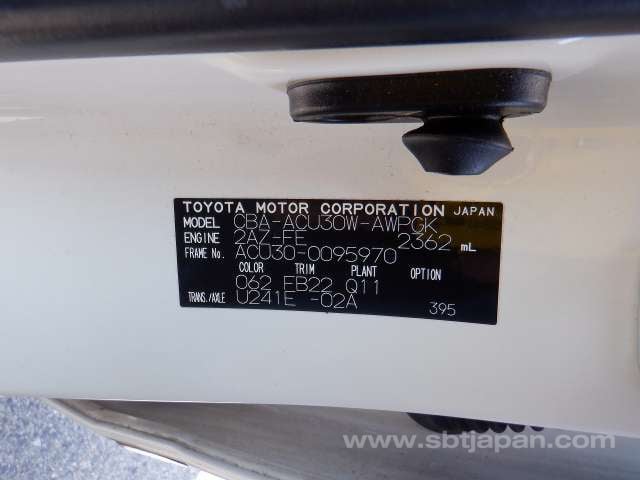 TOYOTA MOTOR CORPORATION JAPAN
MODEL CBA-ACU30W-AWPGK
ENGINE 2AZ-FE 2362 mL
FRAME No. ACU30-0095970
COLOR TRIM PLANT OPTION
062 EB22 Q11
TRANS./AXLE U241E -02A 395
www.sbtjapan.com